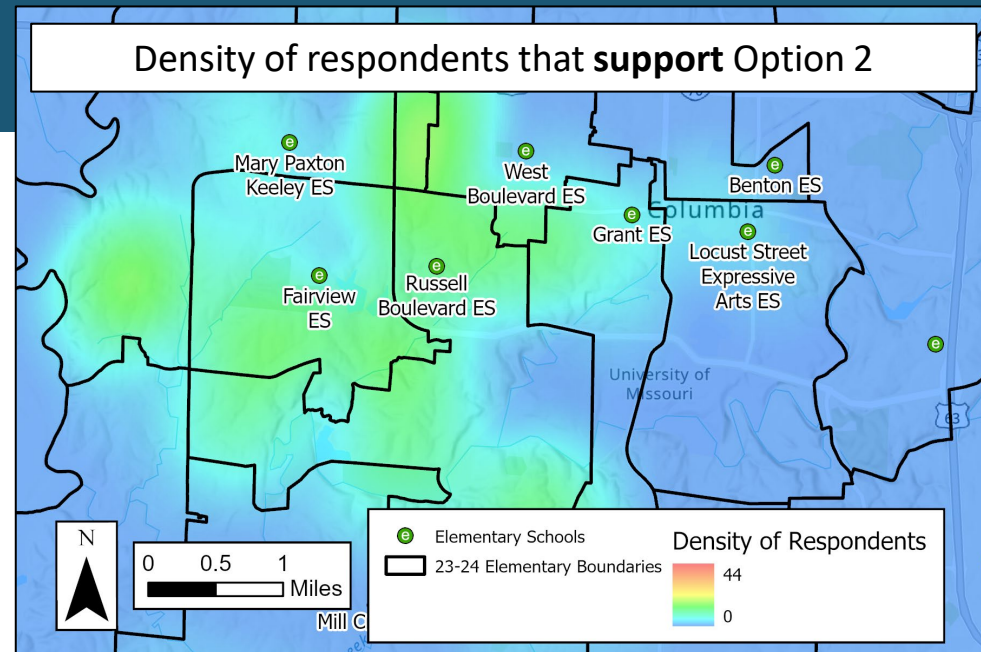 Density of respondents that support Option 2
Mary Paxton
Keeley ES
West
Boulevard ES
Benton ES
Columbia
Grant ES
Locust Street
Expressive
Arts ES
Fairview
ES
Russell
Boulevard ES
University of
Missouri
63
N
0 0.5 1
Miles
Elementary Schools
23-24 Elementary Boundaries
Density of Respondents
44
0
Mill C